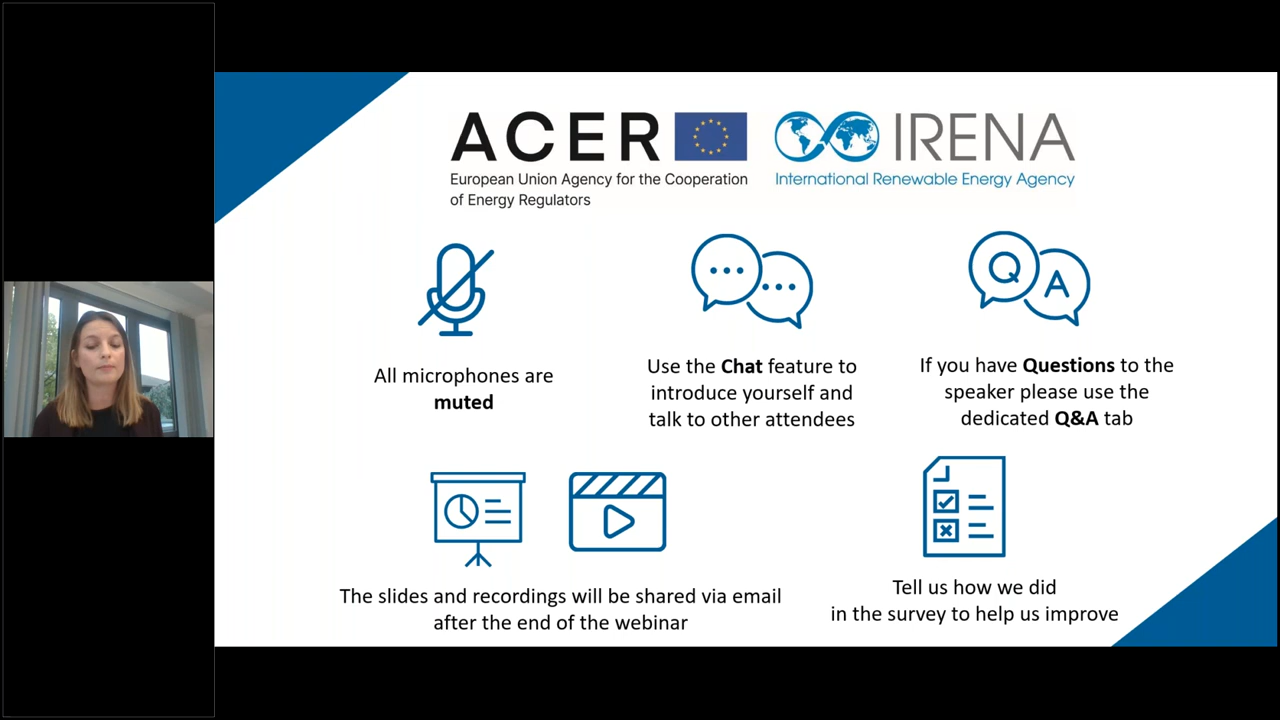 ACER
European Union Agency for the Cooperation
of Energy Regulators
IRENA
International Renewable Energy Agency
All microphones are
muted
Use the Chat feature to
introduce yourself and
talk to other attendees
Q A
If you have Questions to the
speaker please use the
dedicated Q&A tab
The slides and recordings will be shared via email
after the end of the webinar
Tell us how we did
in the survey to help us improve